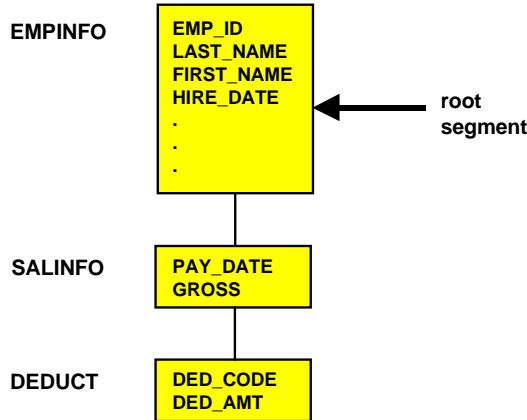 EMPINFO
EMP_ID
LAST_NAME
FIRST_NAME
HIRE_DATE
.
.
.
root
segment
SALINFO
PAY_DATE
GROSS
DEDUCT
DED_CODE
DED_AMT